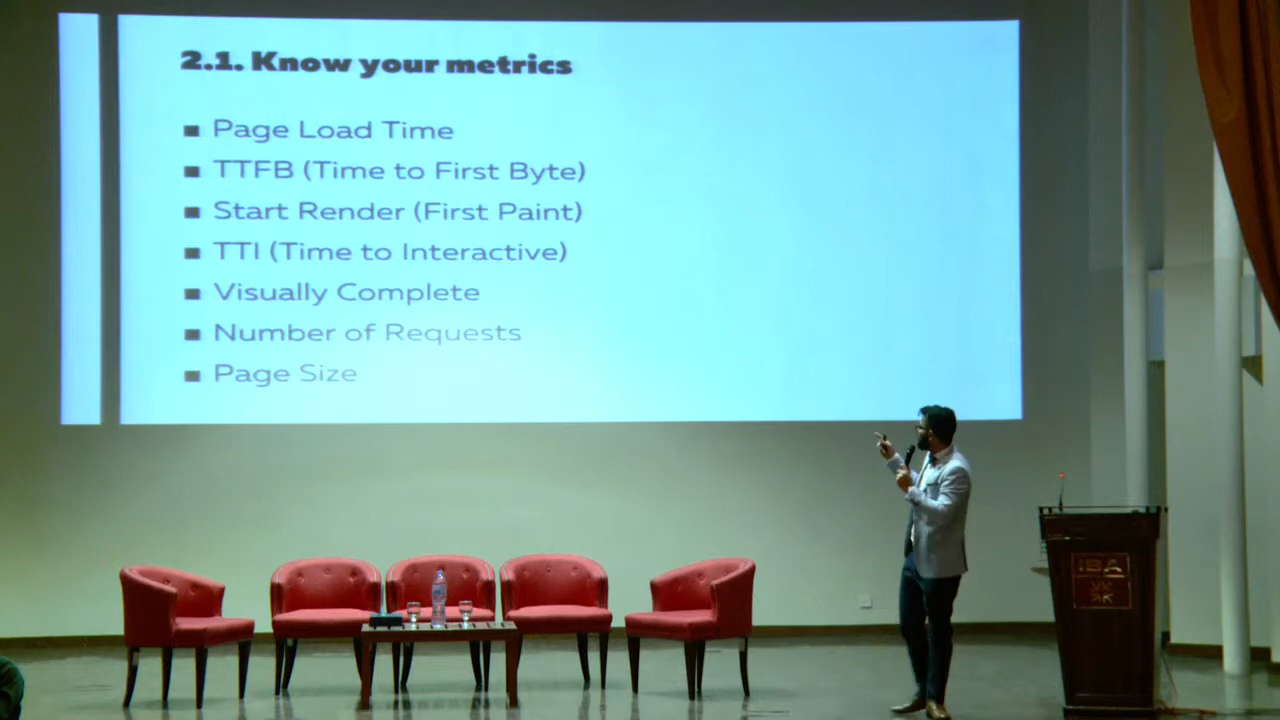 2.1. Know your metrics
■ Page Load Time
■ TTFB (Time to First Byte)
■ Start Render (First Paint)
■ TTI (Time to Interactive)
■ Visually Complete
■ Number of Requests
■ Page Size
IBA